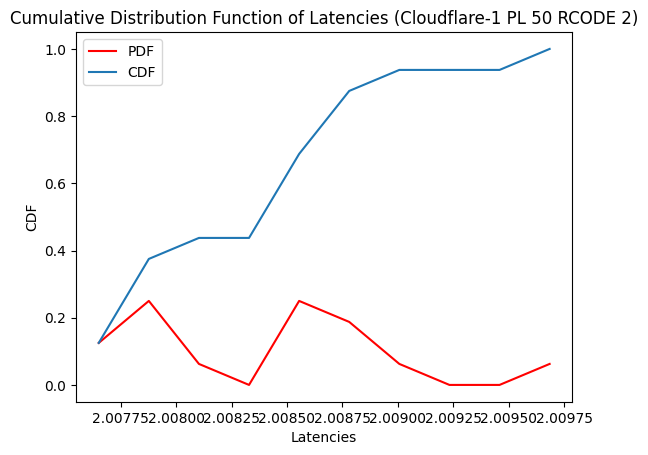 Cumulative Distribution Function of Latencies (Cloudflare-1 PL 50 RCODE 2)
PDF
CDF
1.0
0.8
0.6
0.4
0.2
0.0
CDF
2.00775 2.00800 2.00825 2.00850 2.00875 2.00900 2.00925 2.00950 2.00975
Latencies